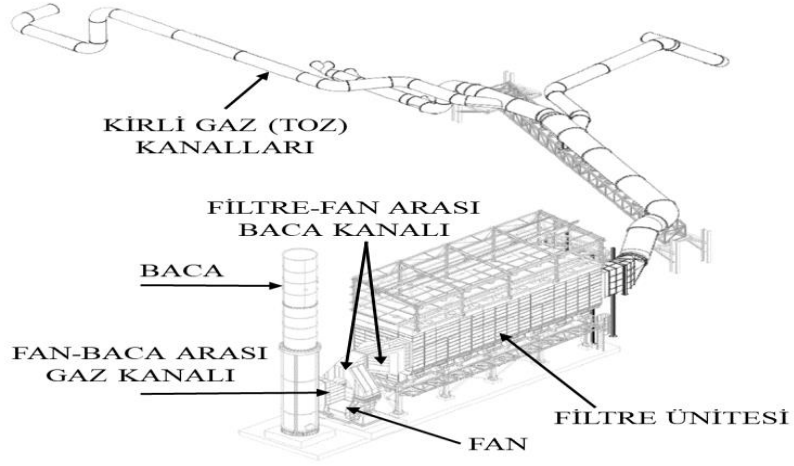 KİRLİ GAZ (TOZ)
KANALLARI
FİLTRE-FAN ARASI
BACA KANALI
BACA
FAN-BACA ARASI
GAZ KANALI
FİLTRE ÜNİTESİ
FAN